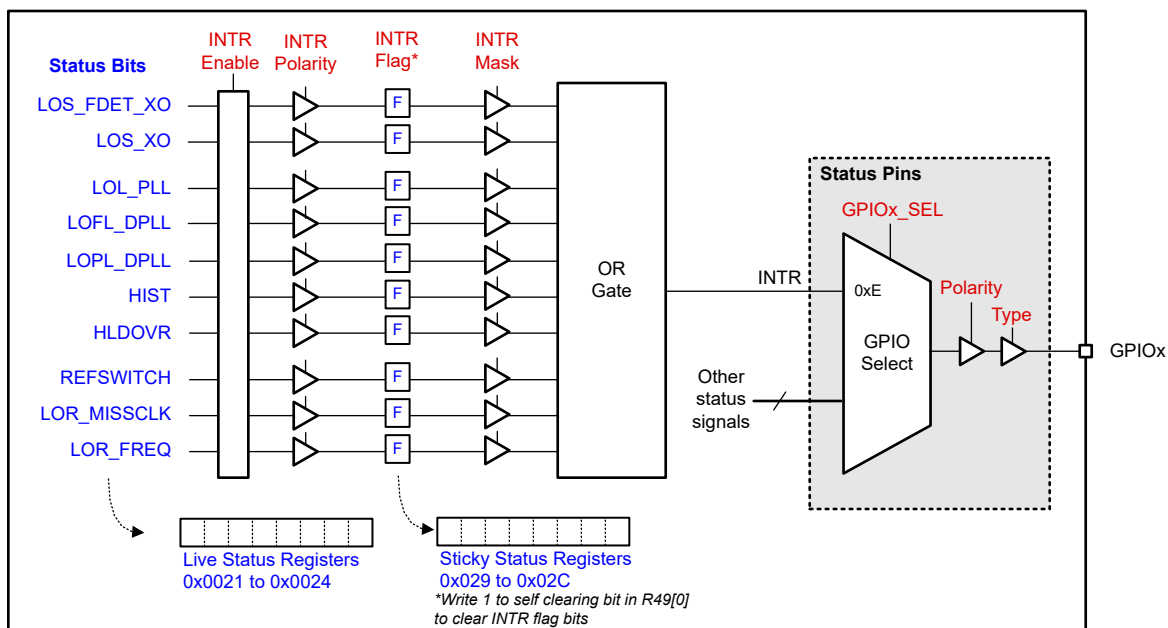 Status Bits
INTR
Enable
INTR
Polarity
INTR
Flag*
INTR
Mask
LOS_FDET_XO
F
LOS_XO
F
LOL_PLL
F
LOFL_DPLL
F
LOPL_DPLL
F
HIST
F
HLDOVR
F
REFSWITCH
F
LOR_MISSCLK
F
LOR_FREQ
F
OR
Gate
INTR
Status Pins
GPIOx_SEL
0xE
GPIO
Select
Polarity
Type
GPIOx
Other
status
signals
Live Status Registers
0x0021 to 0x0024
Sticky Status Registers
0x029 to 0x02C
*Write 1 to self clearing bit in R49[0]
to clear INTR flag bits